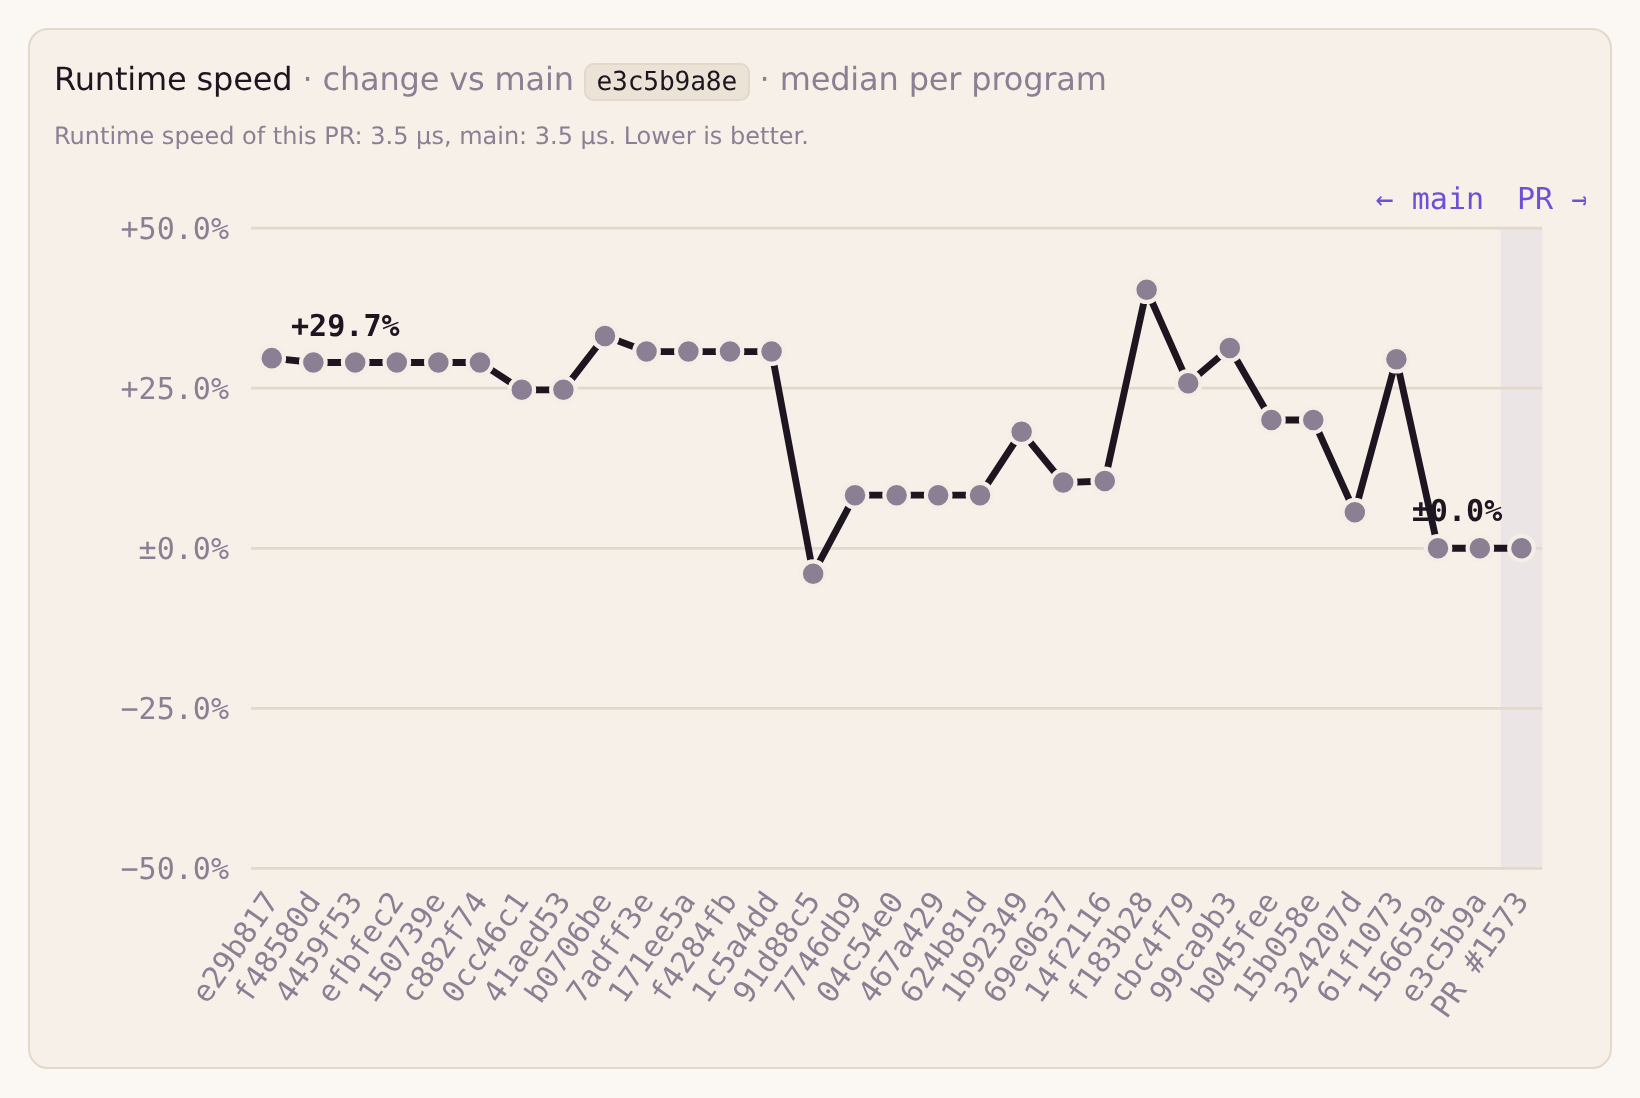 Runtime speed · change vs main e3c5b9a8e · median per program
Runtime speed of this PR: 3.5 µs, main: 3.5 µs. Lower is better.
← main PR →
+50.0%
+25.0%
±0.0%
−25.0%
−50.0%
+29.7%
±0.0%
e29b817
f48580d
4459f53
efbfec2
150739e
c882f74
0cc46c1
41aed53
b0706be
7adff3e
171ee5a
f4284fb
1c5a4dd
91d88c5
7746db9
04c54e0
467a429
624b81d
1b92349
69e0637
14f2116
f183b28
cbc4f79
99ca9b3
b045fee
15b058e
324207d
61f1073
156659a
e3c5b9a
PR #1573